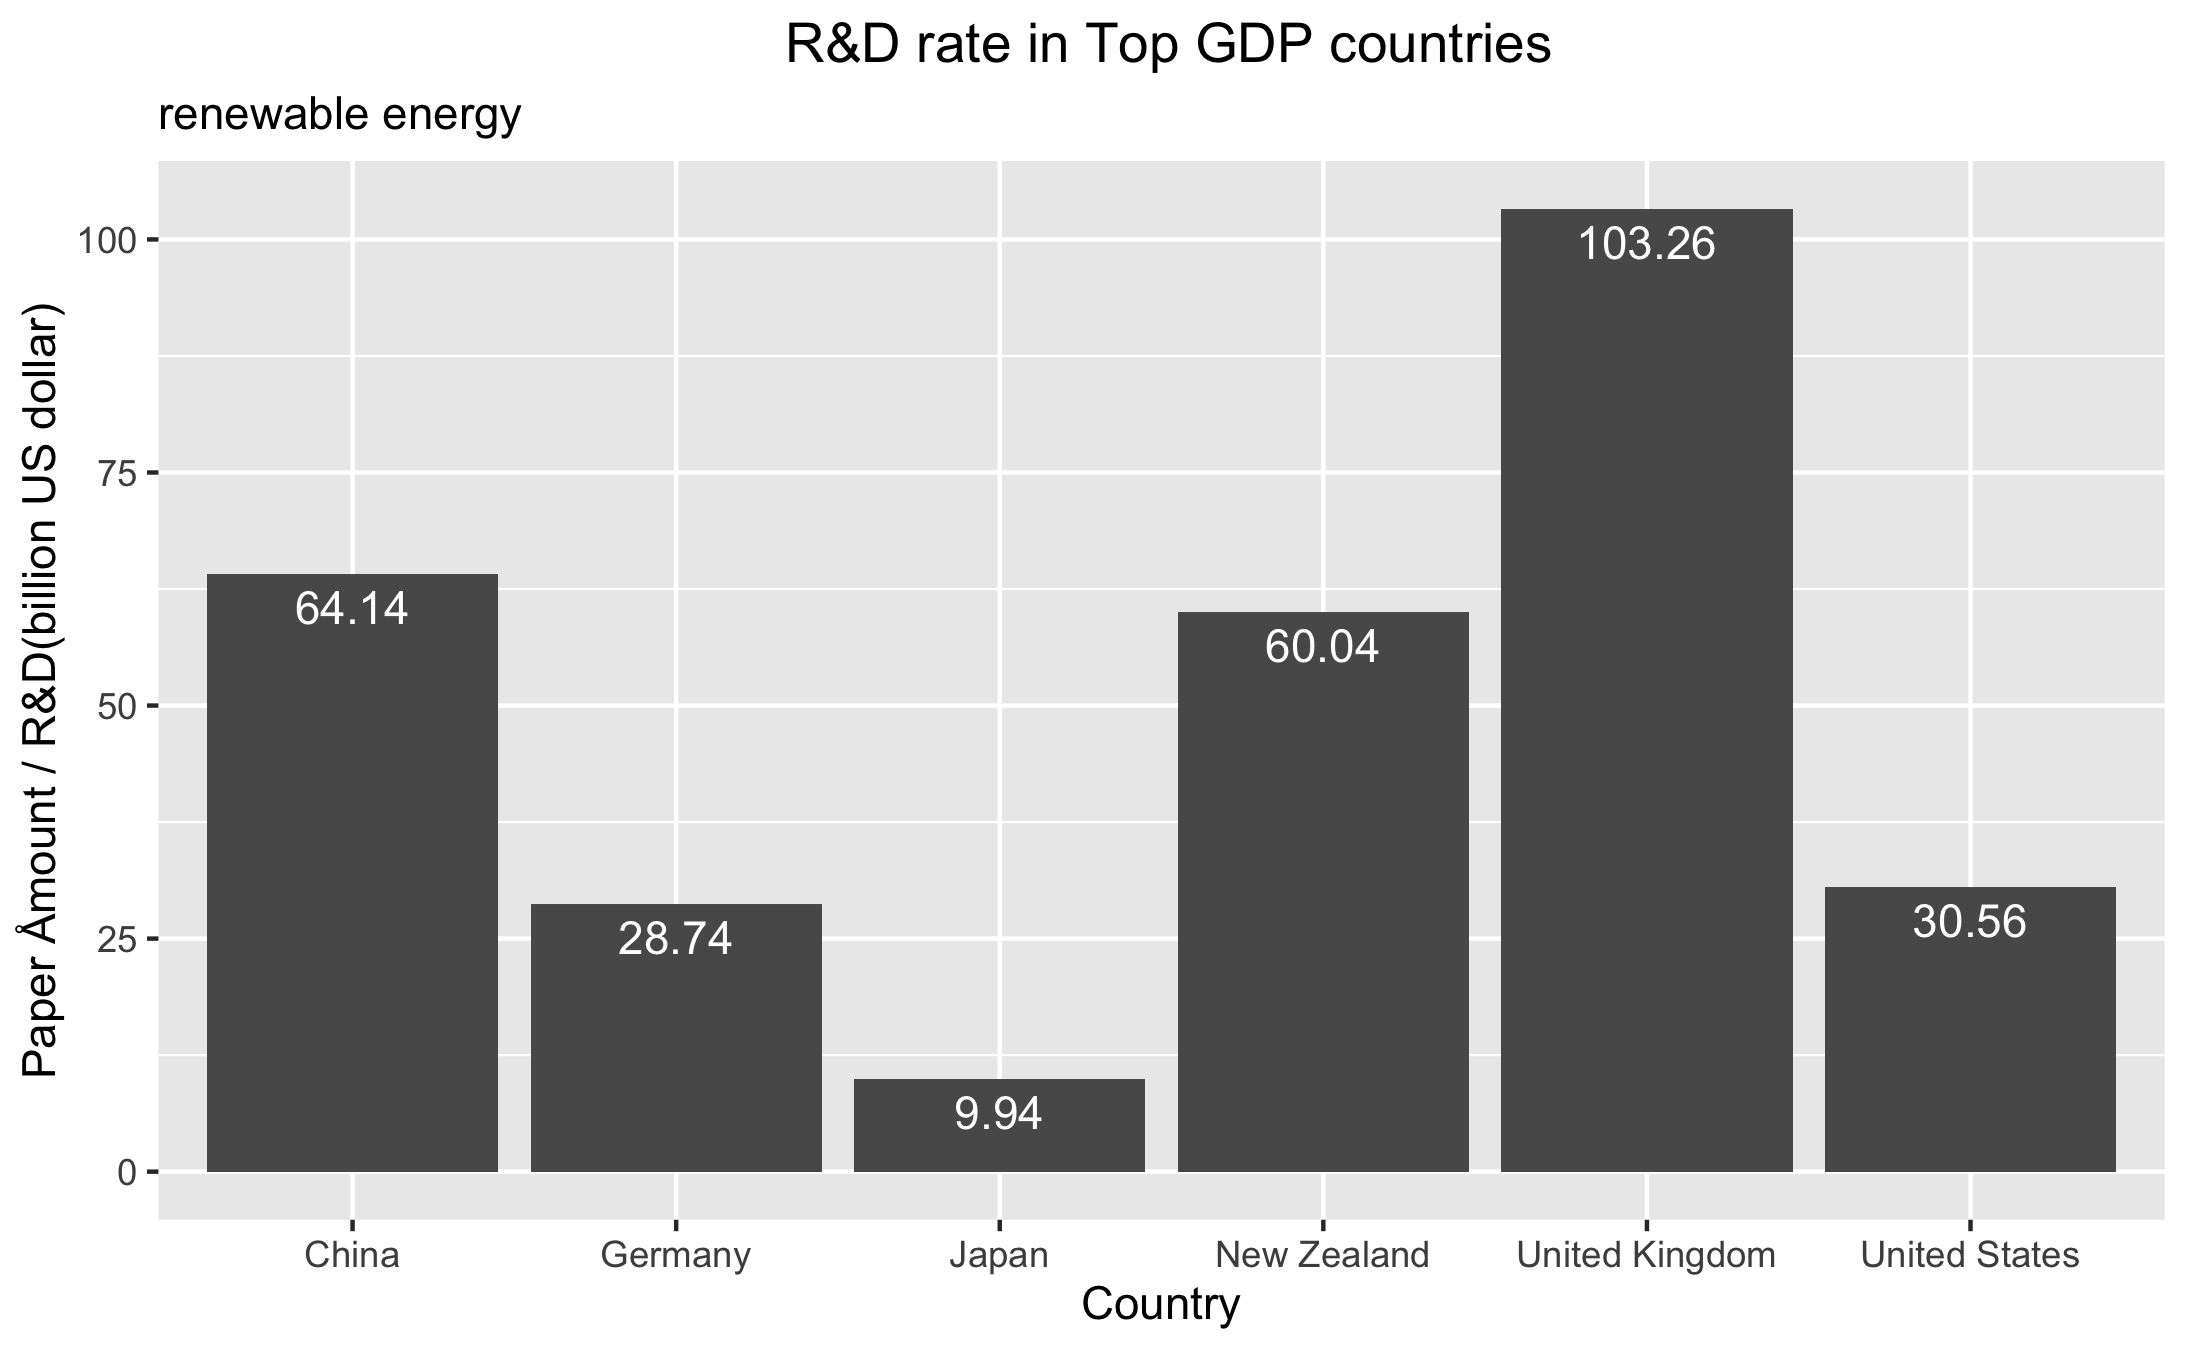 R&D rate in Top GDP countries
renewable energy
Paper Åmount / R&D(billion US dollar)
100
75
50
25
0
64.14
28.74
9.94
60.04
103.26
30.56
China
Germany
Japan
New Zealand
United Kingdom
United States
Country